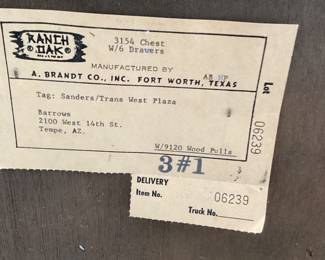 RANCH
OAK
3154 Chest
W/6 Drawers
MANUFACTURED BY
A. BRANDT CO., INC. FORT WORTH, TEXAS
Tag: Sanders/Trans West Plaza
Barrows
2100 West 14th St.
Tempe, AZ.
W/9120 Wood Pulls
Lot
06239
3#1
DELIVERY
Item No. 06239
Truck No.